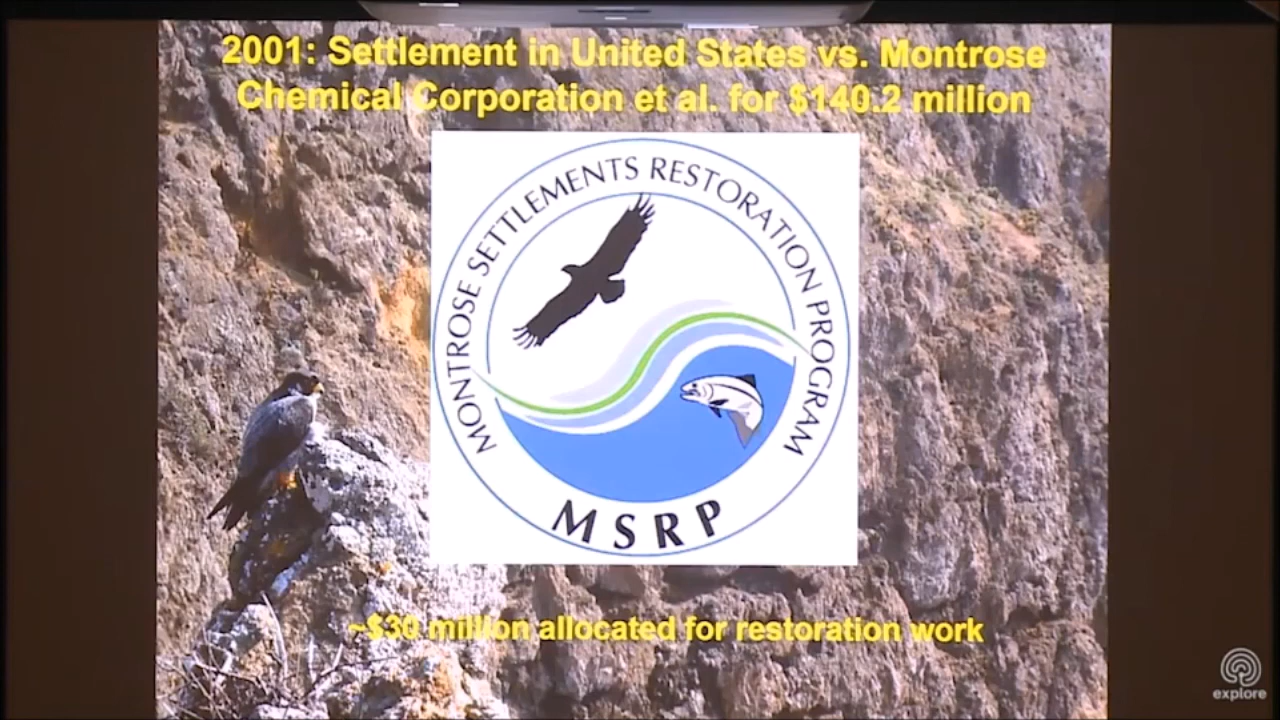 2001: Settlement in United States vs. Montrose
Chemical Corporation et al. for $140.2 million
MONTROSE SETTLEMENTS RESTORATION PROGRAM
MSRP
~$30 million allocated for restoration work
explore